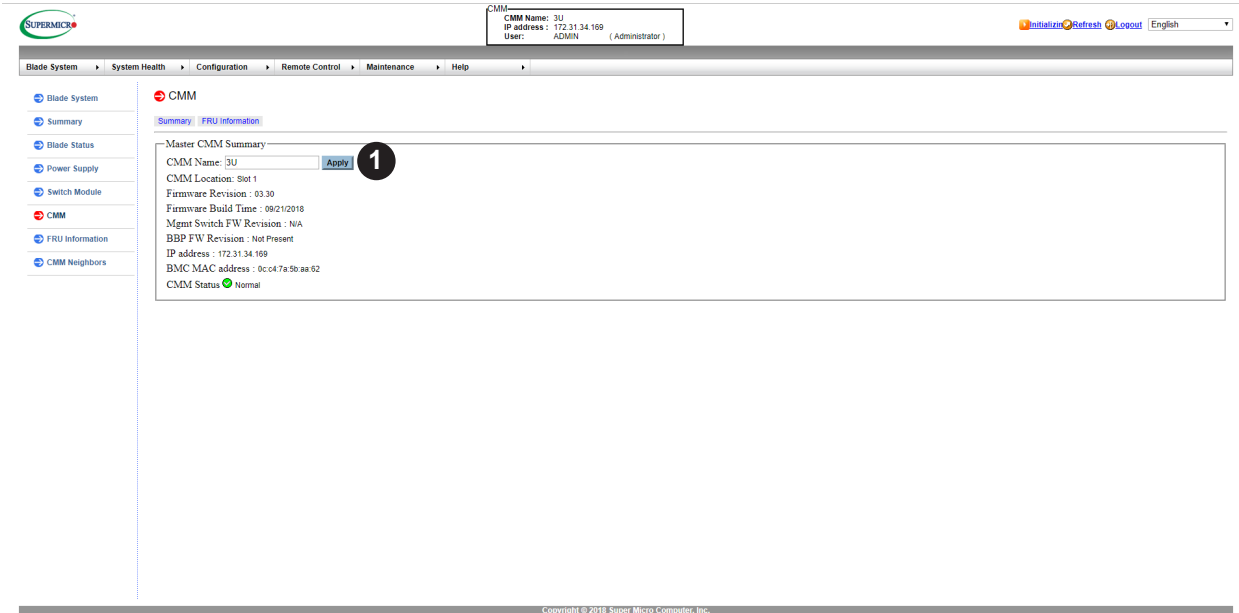 CMM
CMM Name: 3U
IP address : 172.31.34.169
User: ADMIN ( Administrator )
SUPERMICR
Initializin Refresh Logout English
Blade System System Health Configuration Remote Control Maintenance Help
Blade System
Summary
Blade Status
Power Supply
Switch Module
CMM
FRU Information
CMM Neighbors
CMM
Summary FRU Information
Master CMM Summary
CMM Name: 3U Apply 1
CMM Location: Slot 1
Firmware Revision : 03.30
Firmware Build Time : 09/21/2018
Mgmt Switch FW Revision : N/A
BBP FW Revision : Not Present
IP address : 172.31.34.169
BMC MAC address : 0c:c4:7a:5b:aa:62
CMM Status Normal
Copyright © 2018 Super Micro Computer, Inc.